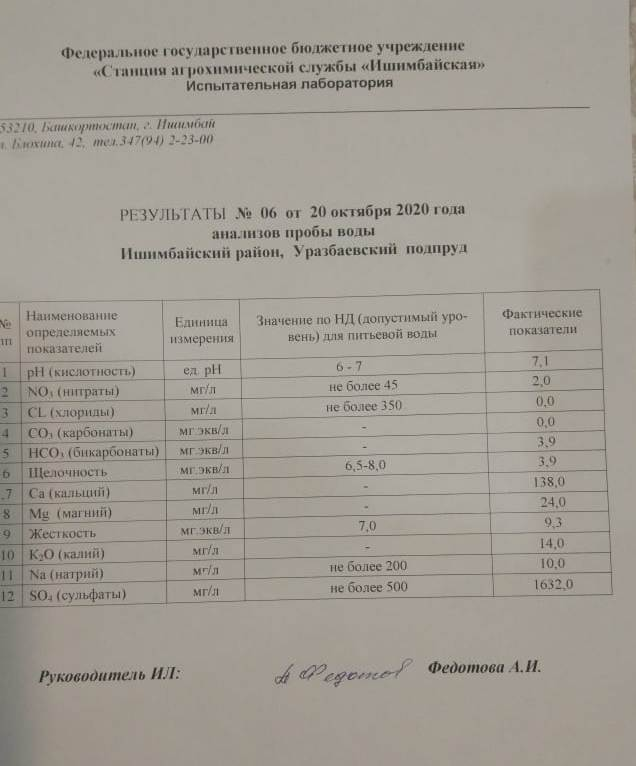 Федеральное государственное бюджетное учреждение
«Станция агрохимической службы «Ишимбайская»
Испытательная лаборатория
53210, Башкортостан, г. Ишимбай
л. Блохина, 42, тел.347(94) 2-23-00
РЕЗУЛЬТАТЫ № 06 от 20 октября 2020 года
анализов пробы воды
Ишимбайский район, Уразбаевский подпруд
№ пп Наименование определяемых показателей Единица измерения Значение по НД (допустимый уро-вень) для питьевой воды Фактические показатели
1 pH (кислотность) ед. pH 6 - 7 7,1
2 NO₃ (нитраты) мг/л не более 45 2,0
3 CL (хлориды) мг/л не более 350 0,0
4 CO₃ (карбонаты) мг.экв/л - 0,0
5 HCO₃ (бикарбонаты) мг.экв/л - 3,9
6 Щелочность мг.экв/л 6,5-8,0 3,9
.7 Ca (кальций) мг/л - 138,0
8 Mg (магний) мг/л - 24,0
9 Жесткость мг.экв/л 7,0 9,3
10 K₂O (калий) мг/л - 14,0
11 Na (натрий) мг/л не более 200 10,0
12 SO₄ (сульфаты) мг/л не более 500 1632,0
Руководитель ИЛ: Федотова А.И.